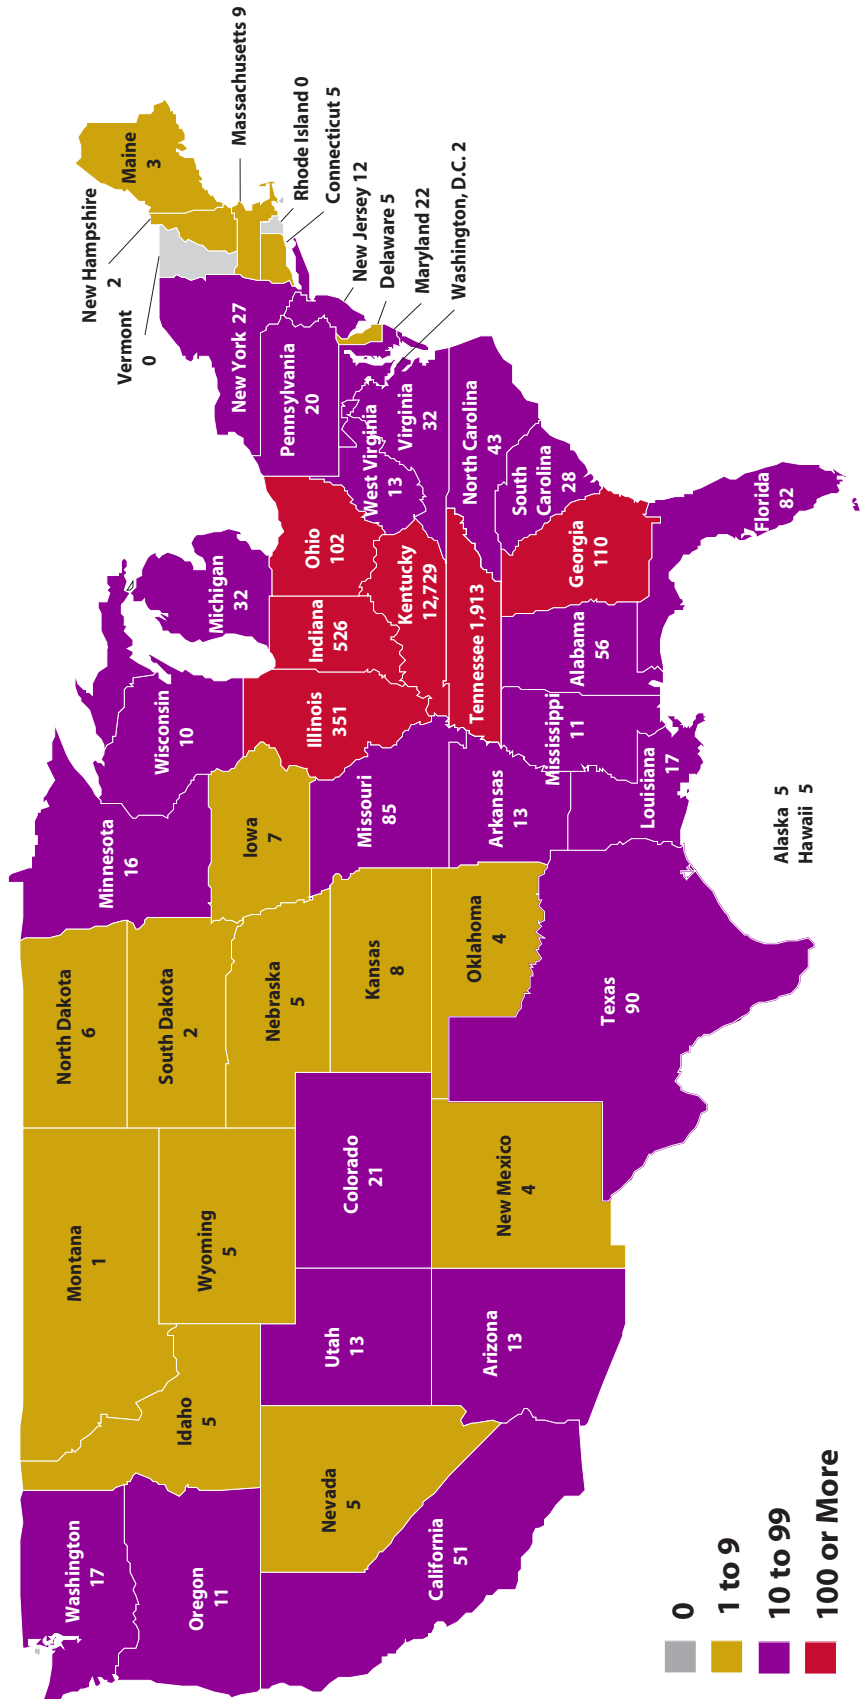 Washington
17
Oregon
11
California
51
Nevada
5
Idaho
5
Montana
1
Wyoming
5
Utah
13
Arizona
13
Colorado
21
New Mexico
4
North Dakota
6
South Dakota
2
Nebraska
5
Kansas
8
Oklahoma
4
Texas
90
Minnesota
16
Iowa
7
Missouri
85
Arkansas
13
Louisiana
17
Wisconsin
10
Illinois
351
Mississippi
11
Michigan
32
Indiana
526
Ohio
102
Kentucky
12,729
Tennessee 1,913
Alabama
56
Georgia
110
Florida
82
South
Carolina
28
North Carolina
43
Virginia
32
West Virginia
13
Pennsylvania
20
New York 27
Vermont
0
New Hampshire
2
Maine
3
Massachusetts 9
Rhode Island 0
Connecticut 5
New Jersey 12
Delaware 5
Maryland 22
Washington, D.C. 2
Alaska 5
Hawaii 5
0
1 to 9
10 to 99
100 or More